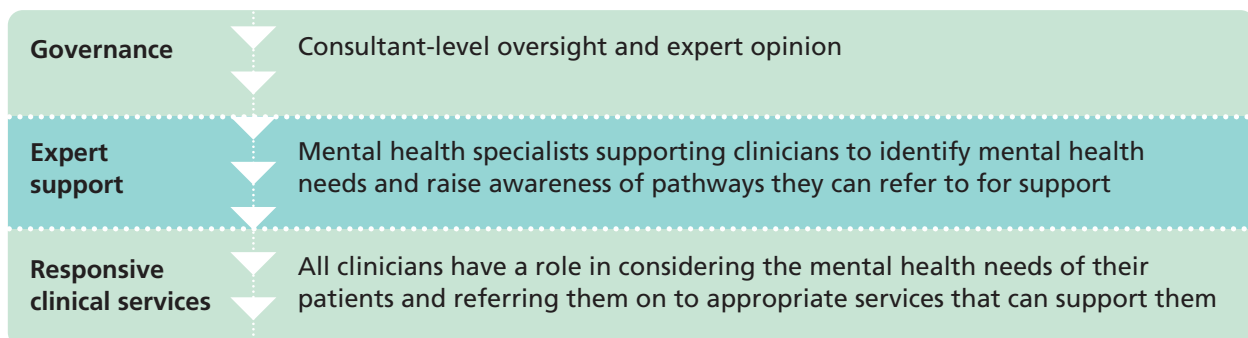 Governance
Consultant-level oversight and expert opinion
Expert
support
Mental health specialists supporting clinicians to identify mental health
needs and raise awareness of pathways they can refer to for support
Responsive
clinical services
All clinicians have a role in considering the mental health needs of their
patients and referring them on to appropriate services that can support them